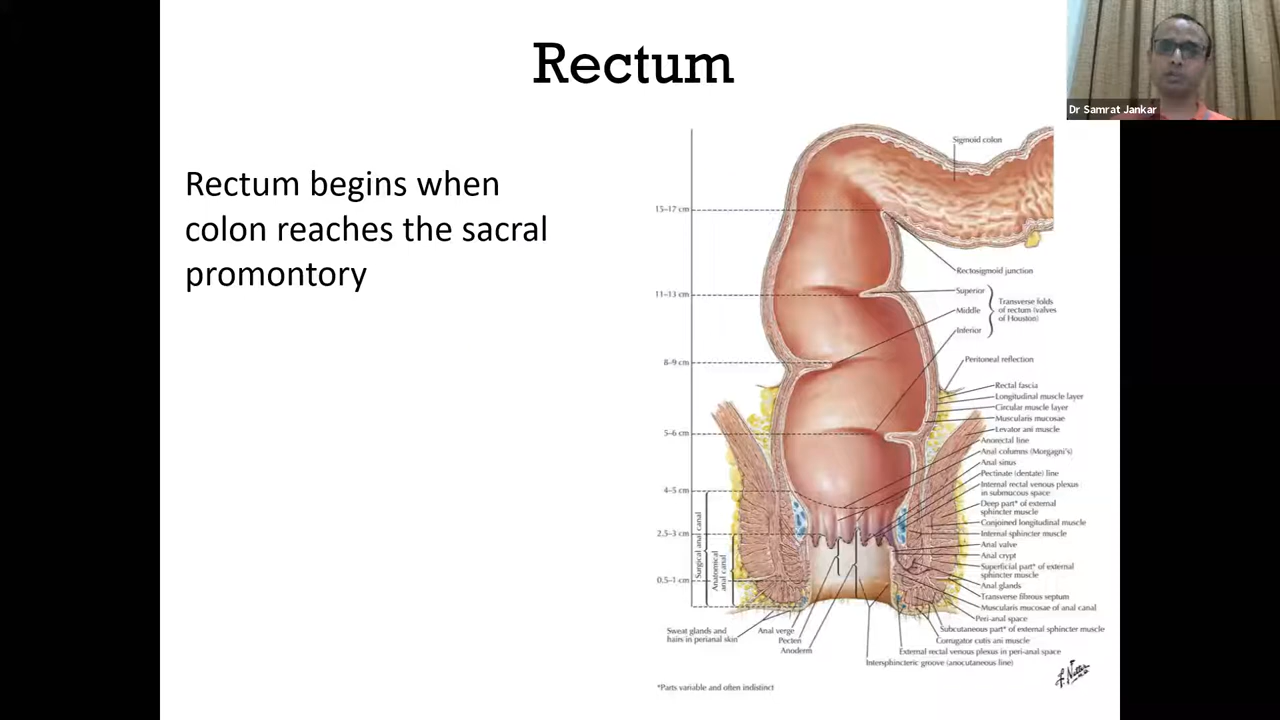 Rectum
Dr Samrat Jankar
Rectum begins when
colon reaches the sacral
promontory
Sigmoid colon
15–17 cm
Rectosigmoid junction
11–13 cm
Superior
Middle
Inferior
Transverse folds
of rectum (valves
of Houston)
8–9 cm
Peritoneal reflection
Rectal fascia
Longitudinal muscle layer
Circular muscle layer
Muscularis mucosae
Levator ani muscle
5–6 cm
Anorectal line
Anal columns (Morgagni's)
Anal sinus
Pectinate (dentate) line
Internal rectal venous plexus
in submucous space
4–5 cm
Deep part* of external
sphincter muscle
Conjoined longitudinal muscle
Internal sphincter muscle
2.5–3 cm
Anal valve
Anal crypt
Superficial part* of external
sphincter muscle
0.5–1 cm
Surgical anal canal
Anatomical
anal canal
Anal glands
Transverse fibrous septum
Muscularis mucosae of anal canal
Peri-anal space
Subcutaneous part* of external sphincter muscle
Corrugator cutis ani muscle
External rectal venous plexus in peri-anal space
Intersphincteric groove (anocutaneous line)
Sweat glands and
hairs in perianal skin
Anal verge
Pecten
Anoderm
*Parts variable and often indistinct
F. Netter